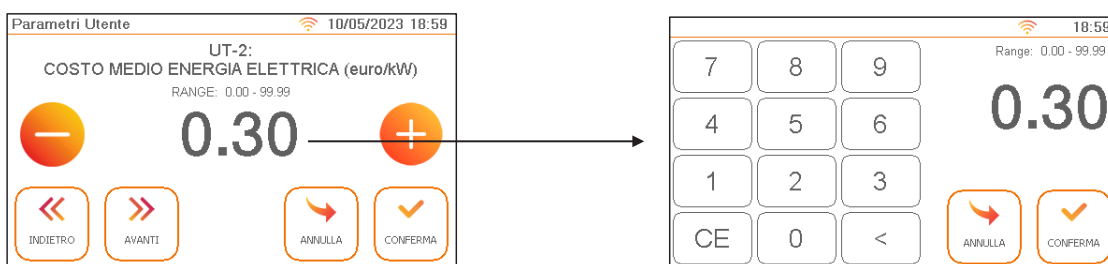 Parametri Utente 10/05/2023 18:59
UT-2:
COSTO MEDIO ENERGIA ELETTRICA (euro/kW)
RANGE: 0.00 - 99.99
0.30
INDIETRO AVANTI ANNULLA CONFERMA
18:59
Range: 0.00 - 99.99
0.30
7 8 9
4 5 6
1 2 3
CE 0 <
ANNULLA CONFERMA